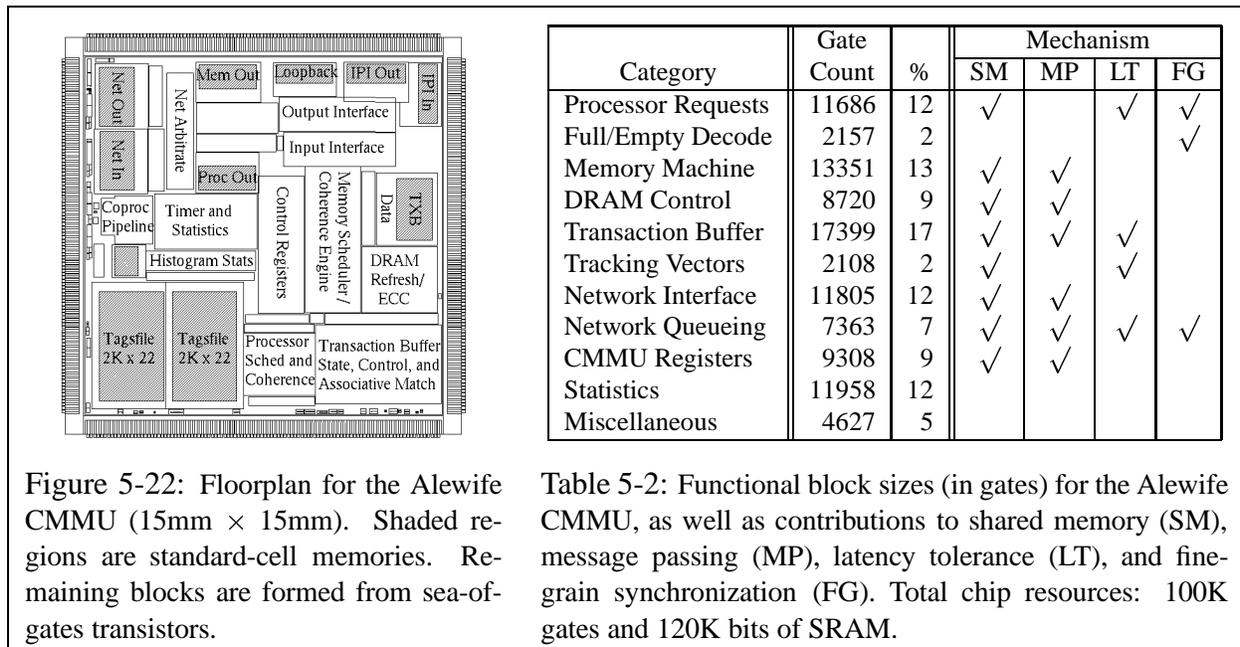 Net Out
Net In
Net Arbitrate
Mem Out
Loopback
IPI Out
IPI In
Output Interface
Input Interface
Proc Out
Coproc
Pipeline
Timer and
Statistics
Histogram Stats
Control Registers
Memory Scheduler /
Coherence Engine
Data
TXB
DRAM
Refresh/
ECC
Tagsfile
2K x 22
Tagsfile
2K x 22
Processor
Sched and
Coherence
Transaction Buffer
State, Control, and
Associative Match
Figure 5-22: Floorplan for the Alewife
CMMU (15mm × 15mm). Shaded re-
gions are standard-cell memories. Re-
maining blocks are formed from sea-of-
gates transistors.
Gate Mechanism
Category Count % SM MP LT FG
Processor Requests 11686 12 √ √ √
Full/Empty Decode 2157 2 √
Memory Machine 13351 13 √ √
DRAM Control 8720 9 √ √
Transaction Buffer 17399 17 √ √ √
Tracking Vectors 2108 2 √ √
Network Interface 11805 12 √ √
Network Queueing 7363 7 √ √ √ √
CMMU Registers 9308 9 √ √
Statistics 11958 12
Miscellaneous 4627 5
Table 5-2: Functional block sizes (in gates) for the Alewife
CMMU, as well as contributions to shared memory (SM),
message passing (MP), latency tolerance (LT), and fine-
grain synchronization (FG). Total chip resources: 100K
gates and 120K bits of SRAM.